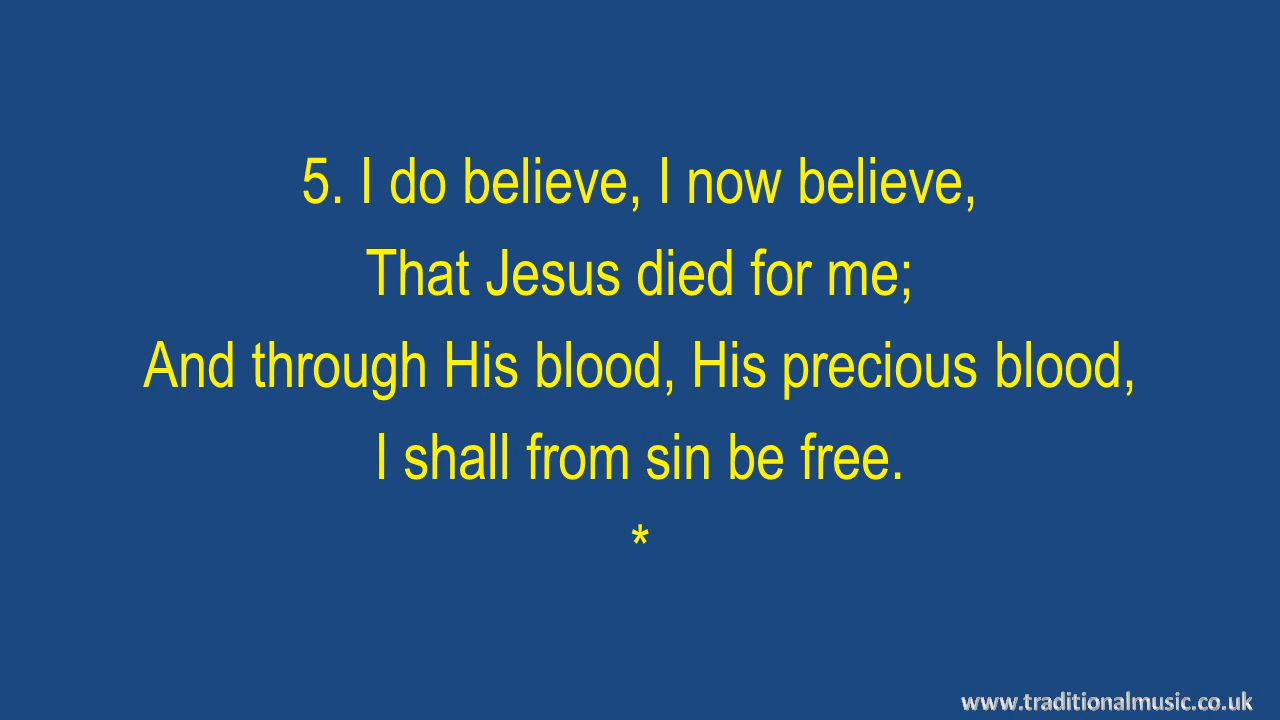 5. I do believe, I now believe,
That Jesus died for me;
And through His blood, His precious blood,
I shall from sin be free.
*
www.traditionalmusic.co.uk